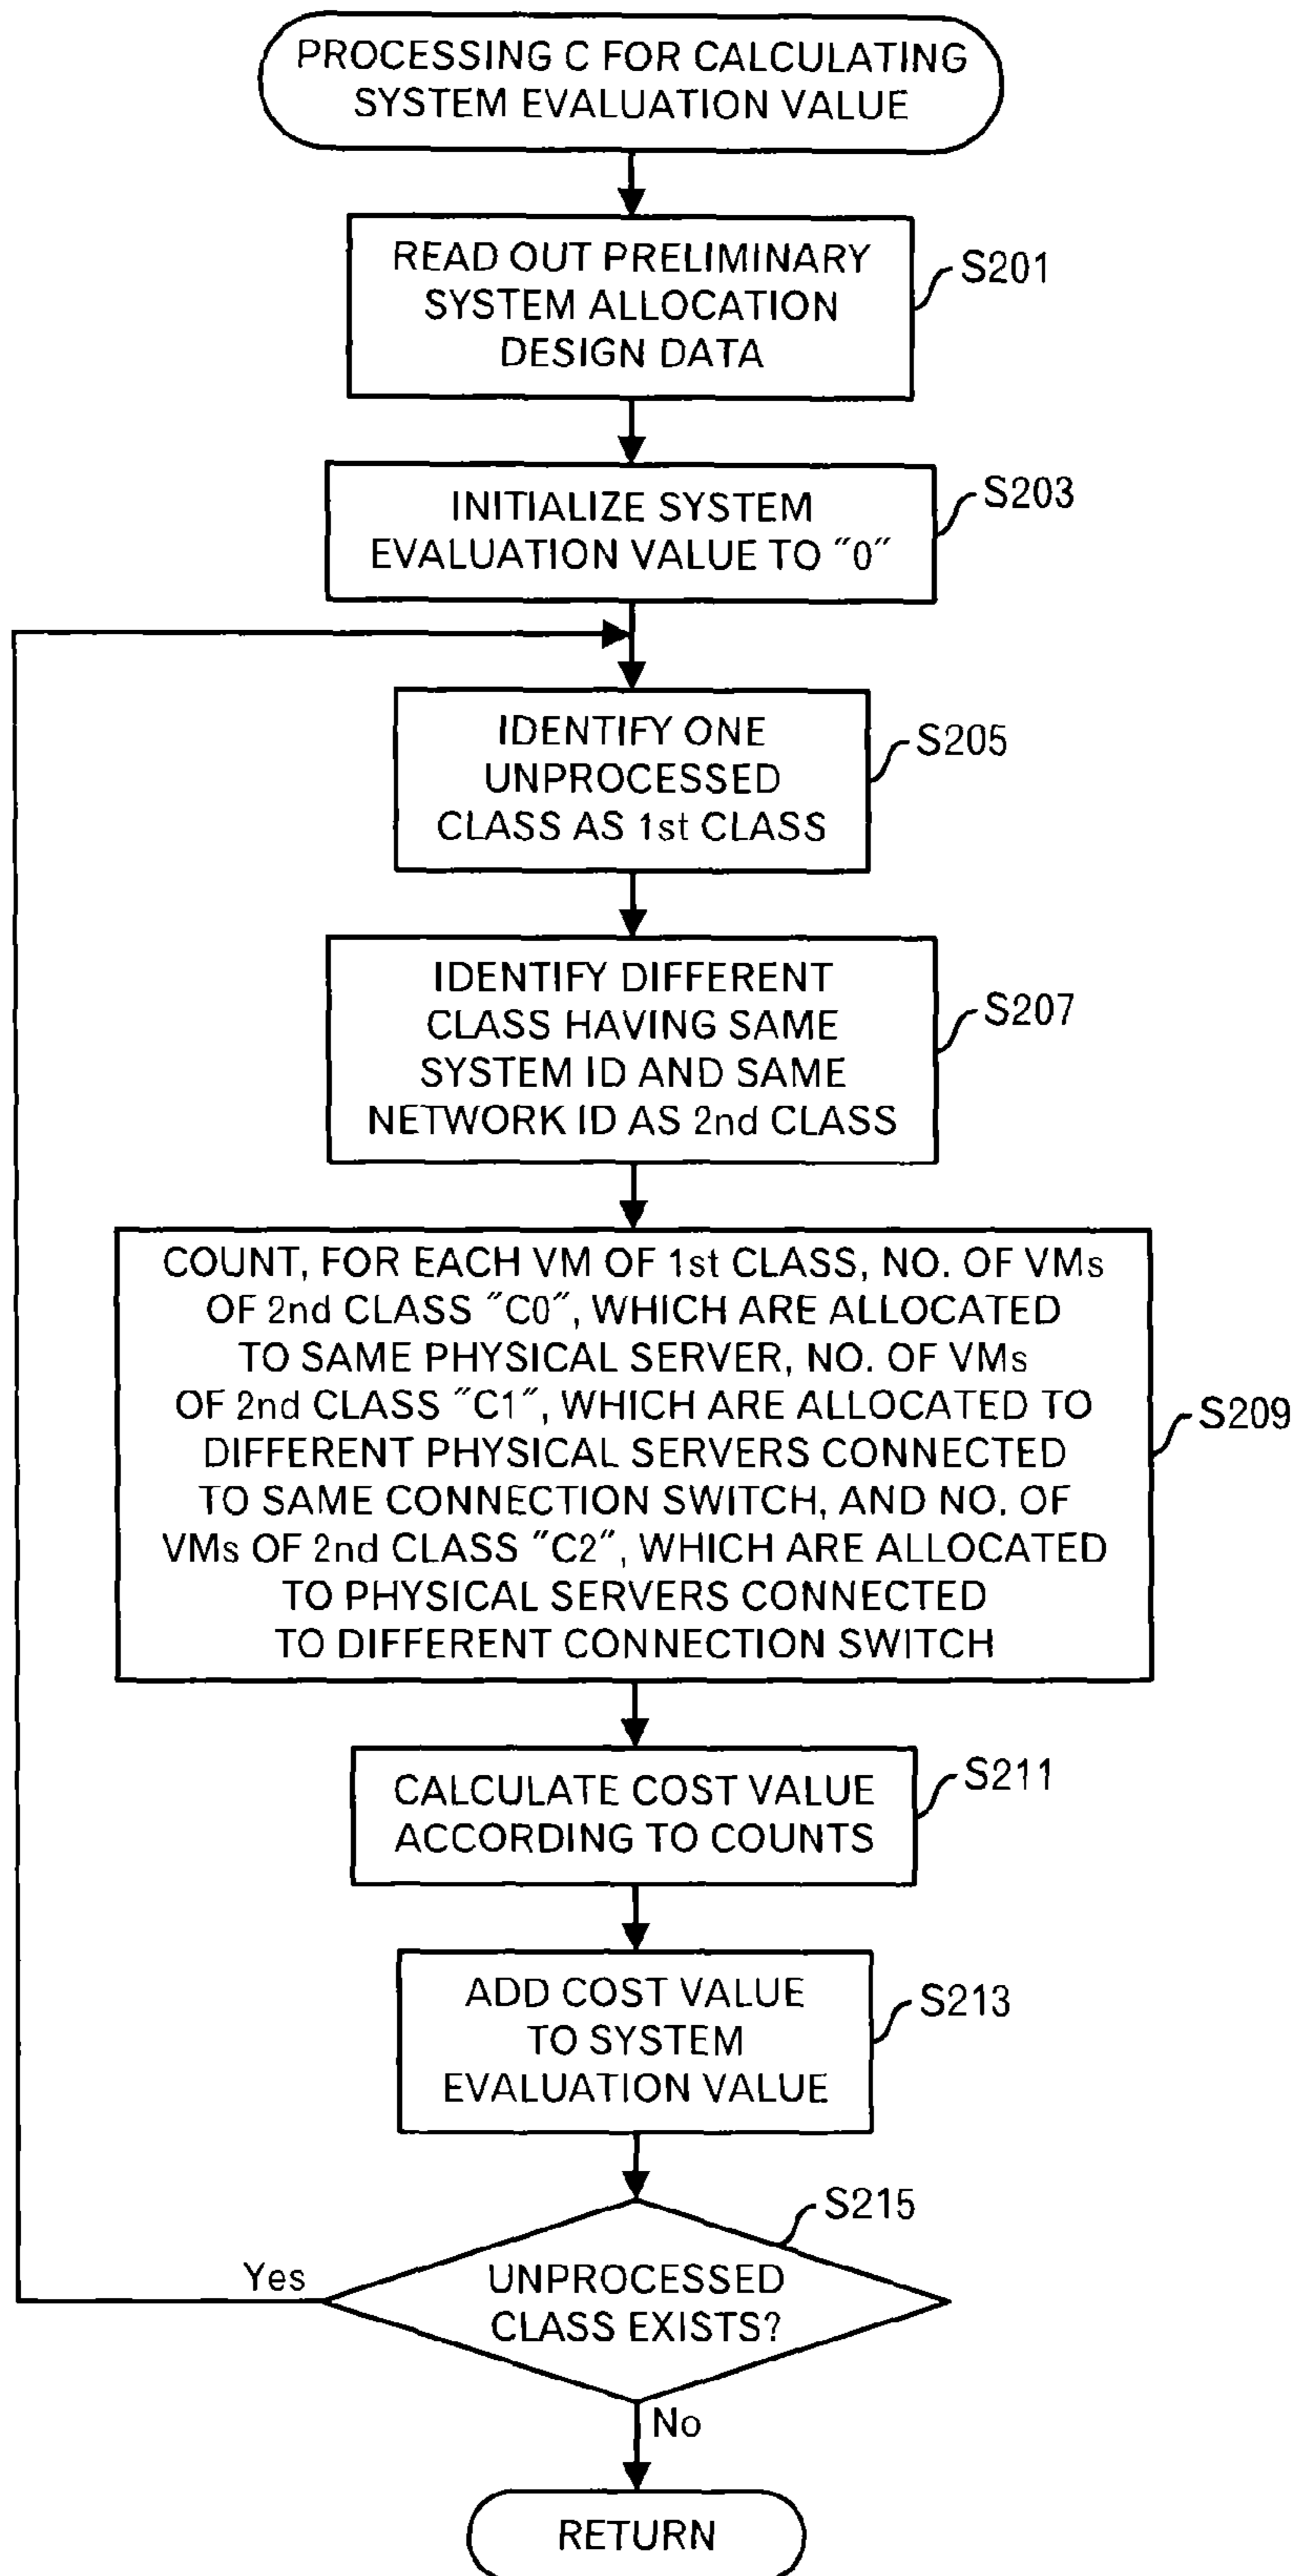 PROCESSING C FOR CALCULATING
SYSTEM EVALUATION VALUE
READ OUT PRELIMINARY
SYSTEM ALLOCATION
DESIGN DATA
S201
INITIALIZE SYSTEM
EVALUATION VALUE TO "0"
S203
IDENTIFY ONE
UNPROCESSED
CLASS AS 1st CLASS
S205
IDENTIFY DIFFERENT
CLASS HAVING SAME
SYSTEM ID AND SAME
NETWORK ID AS 2nd CLASS
S207
COUNT, FOR EACH VM OF 1st CLASS, NO. OF VMs
OF 2nd CLASS "C0", WHICH ARE ALLOCATED
TO SAME PHYSICAL SERVER, NO. OF VMs
OF 2nd CLASS "C1", WHICH ARE ALLOCATED TO
DIFFERENT PHYSICAL SERVERS CONNECTED
TO SAME CONNECTION SWITCH, AND NO. OF
VMs OF 2nd CLASS "C2", WHICH ARE ALLOCATED
TO PHYSICAL SERVERS CONNECTED
TO DIFFERENT CONNECTION SWITCH
S209
CALCULATE COST VALUE
ACCORDING TO COUNTS
S211
ADD COST VALUE
TO SYSTEM
EVALUATION VALUE
S213
UNPROCESSED
CLASS EXISTS?
S215
Yes
No
RETURN